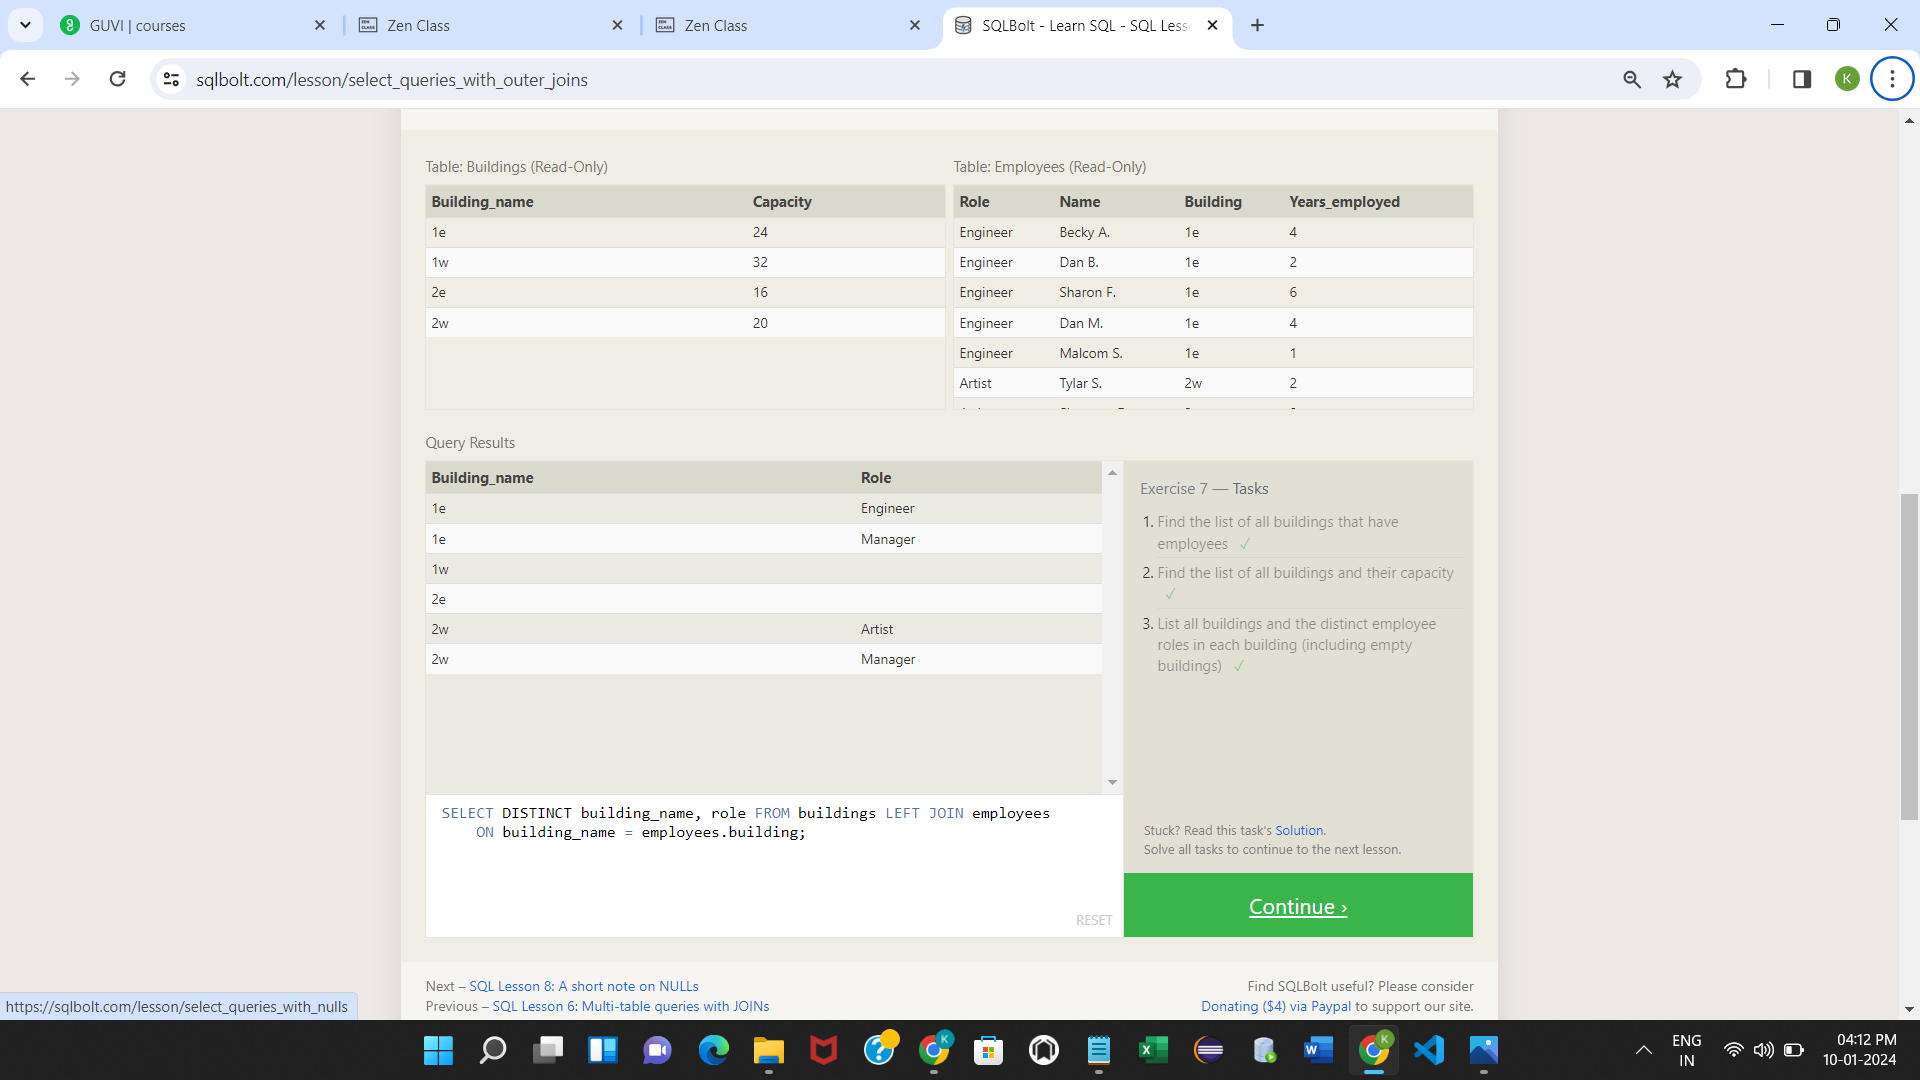 GUVI | courses
Zen Class
Zen Class
SQLBolt - Learn SQL - SQL Less
sqlbolt.com/lesson/select_queries_with_outer_joins
K
Table: Buildings (Read-Only)
Building_name Capacity
1e 24
1w 32
2e 16
2w 20
Table: Employees (Read-Only)
Role Name Building Years_employed
Engineer Becky A. 1e 4
Engineer Dan B. 1e 2
Engineer Sharon F. 1e 6
Engineer Dan M. 1e 4
Engineer Malcom S. 1e 1
Artist Tylar S. 2w 2
Query Results
Building_name Role
1e Engineer
1e Manager
1w
2e
2w Artist
2w Manager
SELECT DISTINCT building_name, role FROM buildings LEFT JOIN employees
ON building_name = employees.building;
RESET
Exercise 7 — Tasks
1. Find the list of all buildings that have
employees ✓
2. Find the list of all buildings and their capacity
✓
3. List all buildings and the distinct employee
roles in each building (including empty
buildings) ✓
Stuck? Read this task's Solution.
Solve all tasks to continue to the next lesson.
Continue ›
Next – SQL Lesson 8: A short note on NULLs
Previous – SQL Lesson 6: Multi-table queries with JOINs
Find SQLBolt useful? Please consider
Donating ($4) via Paypal to support our site.
https://sqlbolt.com/lesson/select_queries_with_nulls
ENG
IN
04:12 PM
10-01-2024